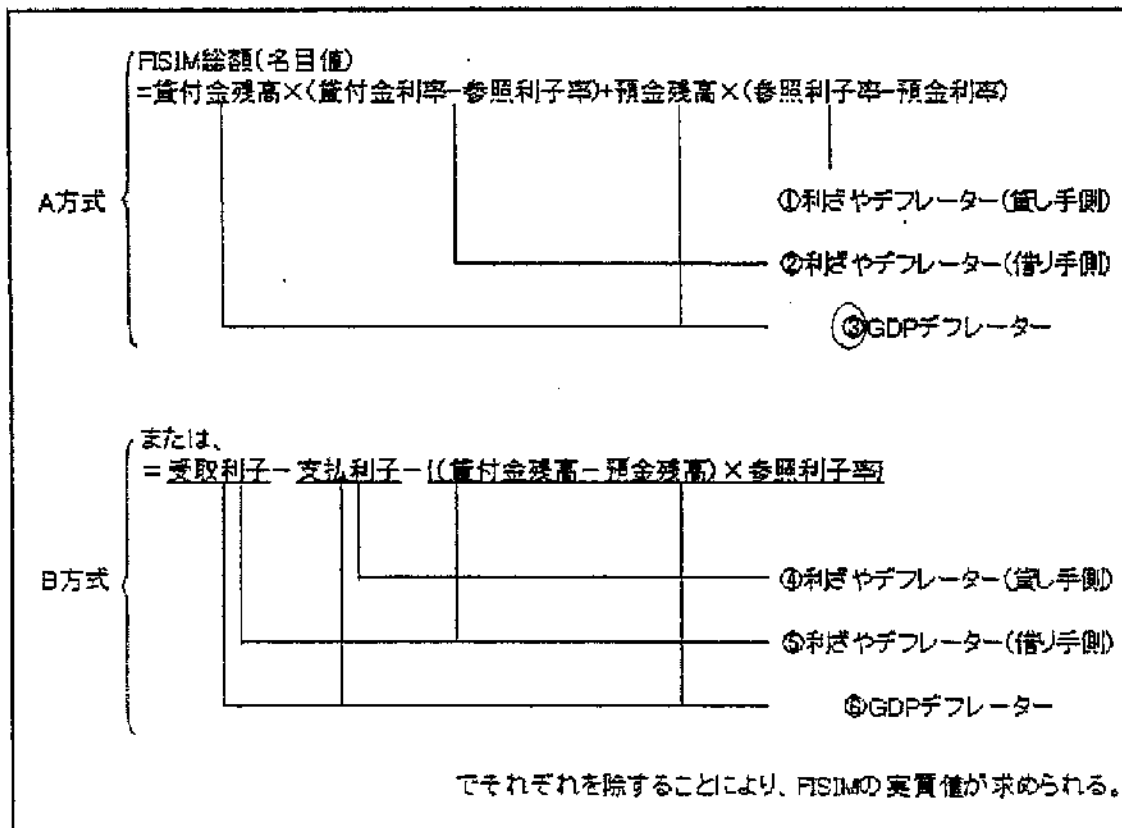 FISIM総額(名目値)
=貸付金残高×(貸付金利率-参照利子率)+預金残高×(参照利子率-預金利率)
A方式
①利ざやデフレーター(貸し手側)
②利ざやデフレーター(借り手側)
③GDPデフレーター
または、
=受取利子-支払利子-{(貸付金残高-預金残高)×参照利子率}
B方式
④利ざやデフレーター(貸し手側)
⑤利ざやデフレーター(借り手側)
⑥GDPデフレーター
でそれぞれを除することにより、FISIMの実質値が求められる。